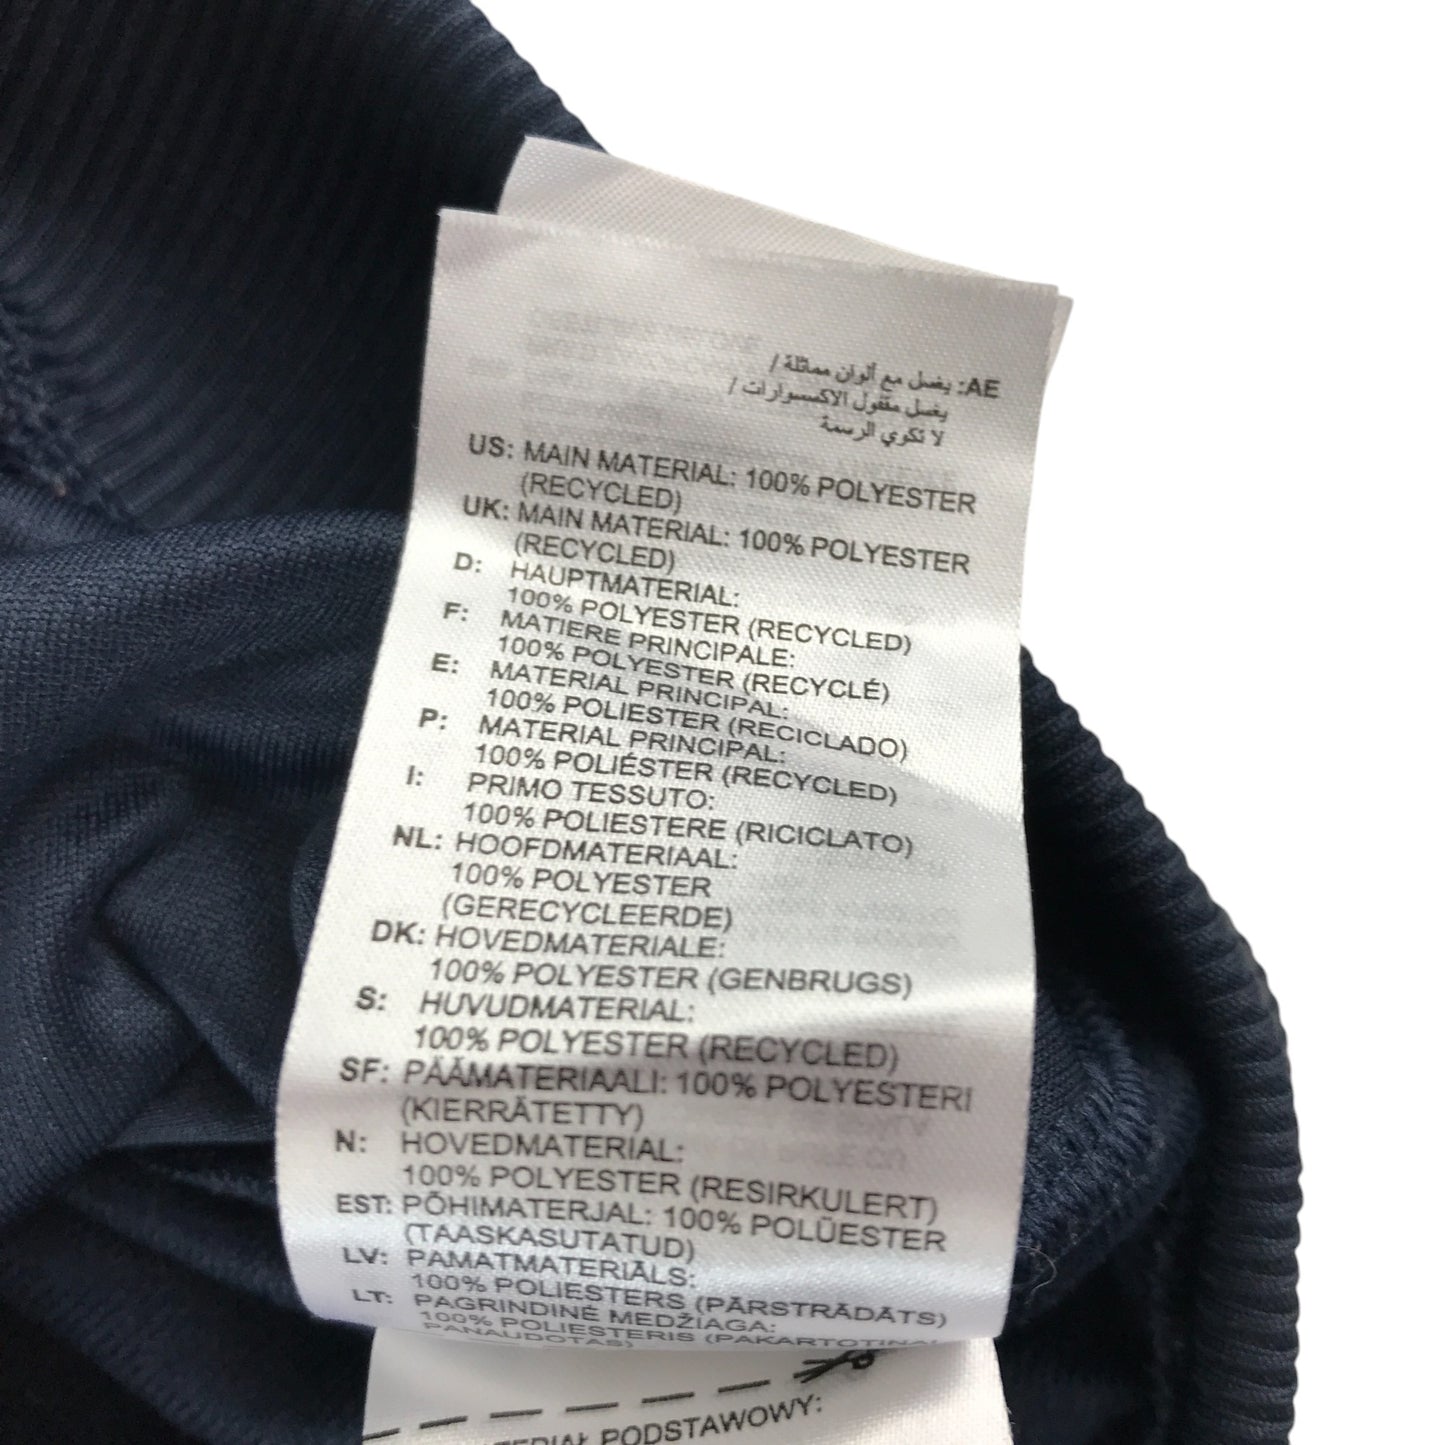 AE: يغسل مع ألوان مماثلة /
يغسل مقفول الاكسسوارات /
لا تكوي الرسمة
US: MAIN MATERIAL: 100% POLYESTER
(RECYCLED)
UK: MAIN MATERIAL: 100% POLYESTER
(RECYCLED)
D: HAUPTMATERIAL:
100% POLYESTER (RECYCLED)
F: MATIERE PRINCIPALE:
100% POLYESTER (RECYCLÉ)
E: MATERIAL PRINCIPAL:
100% POLIESTER (RECICLADO)
P: MATERIAL PRINCIPAL:
100% POLIÉSTER (RECYCLED)
I: PRIMO TESSUTO:
100% POLIESTERE (RICICLATO)
NL: HOOFDMATERIAAL:
100% POLYESTER
(GERECYCLEERDE)
DK: HOVEDMATERIALE:
100% POLYESTER (GENBRUGS)
S: HUVUDMATERIAL:
100% POLYESTER (RECYCLED)
SF: PÄÄMATERIAALI: 100% POLYESTERI
(KIERRÄTETTY)
N: HOVEDMATERIAL:
100% POLYESTER (RESIRKULERT)
EST: PÕHIMATERJAL: 100% POLÜESTER
(TAASKASUTATUD)
LV: PAMATMATERIĀLS:
100% POLIESTERS (PĀRSTRĀDĀTS)
LT: PAGRINDINĖ MEDŽIAGA:
100% POLIESTERIS (PAKARTOTINAI
PANAUDOTAS)
PODSTAWOWY: